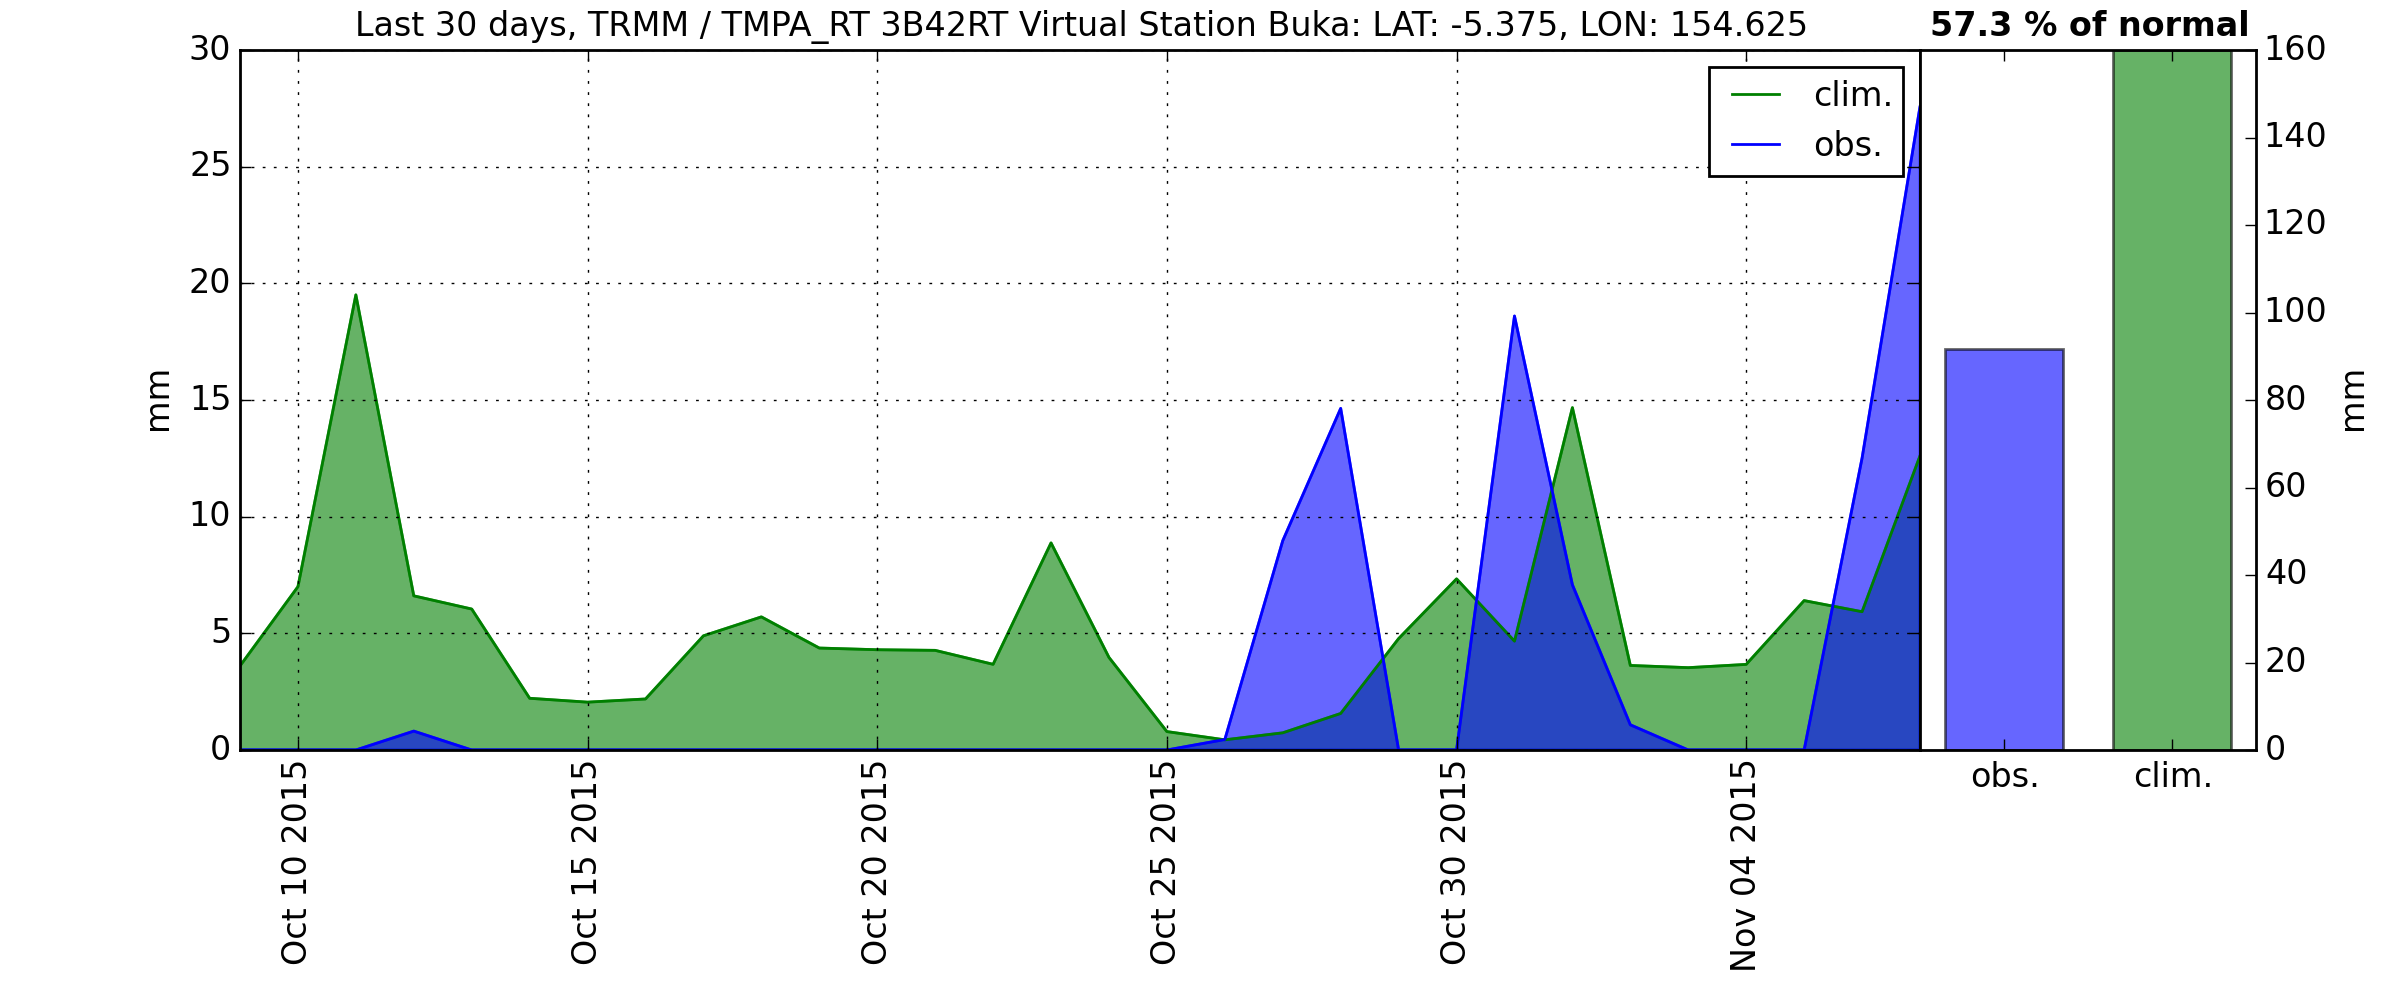 Last 30 days, TRMM / TMPA_RT 3B42RT Virtual Station Buka: LAT: -5.375, LON: 154.625
57.3 % of normal
30
25
20
15
10
5
0
mm
clim.
obs.
160
140
120
100
80
60
40
20
0
mm
obs.
clim.
Oct 10 2015
Oct 15 2015
Oct 20 2015
Oct 25 2015
Oct 30 2015
Nov 04 2015